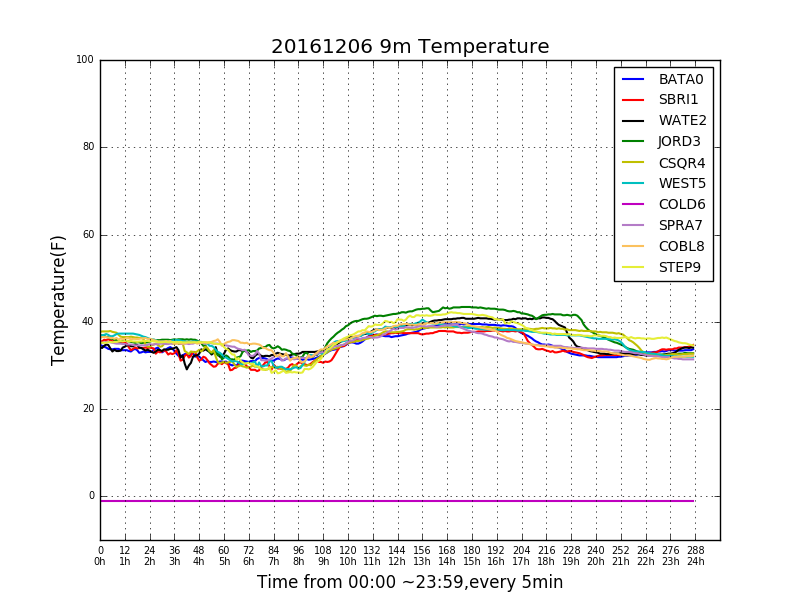 20161206 9m Temperature
100
80
60
40
20
0
Temperature(F)
BATA0
SBRI1
WATE2
JORD3
CSQR4
WEST5
COLD6
SPRA7
COBL8
STEP9
0 12 24 36 48 60 72 84 96 108 120 132 144 156 168 180 192 204 216 228 240 252 264 276 288
0h 1h 2h 3h 4h 5h 6h 7h 8h 9h 10h 11h 12h 13h 14h 15h 16h 17h 18h 19h 20h 21h 22h 23h 24h
Time from 00:00 ~23:59,every 5min